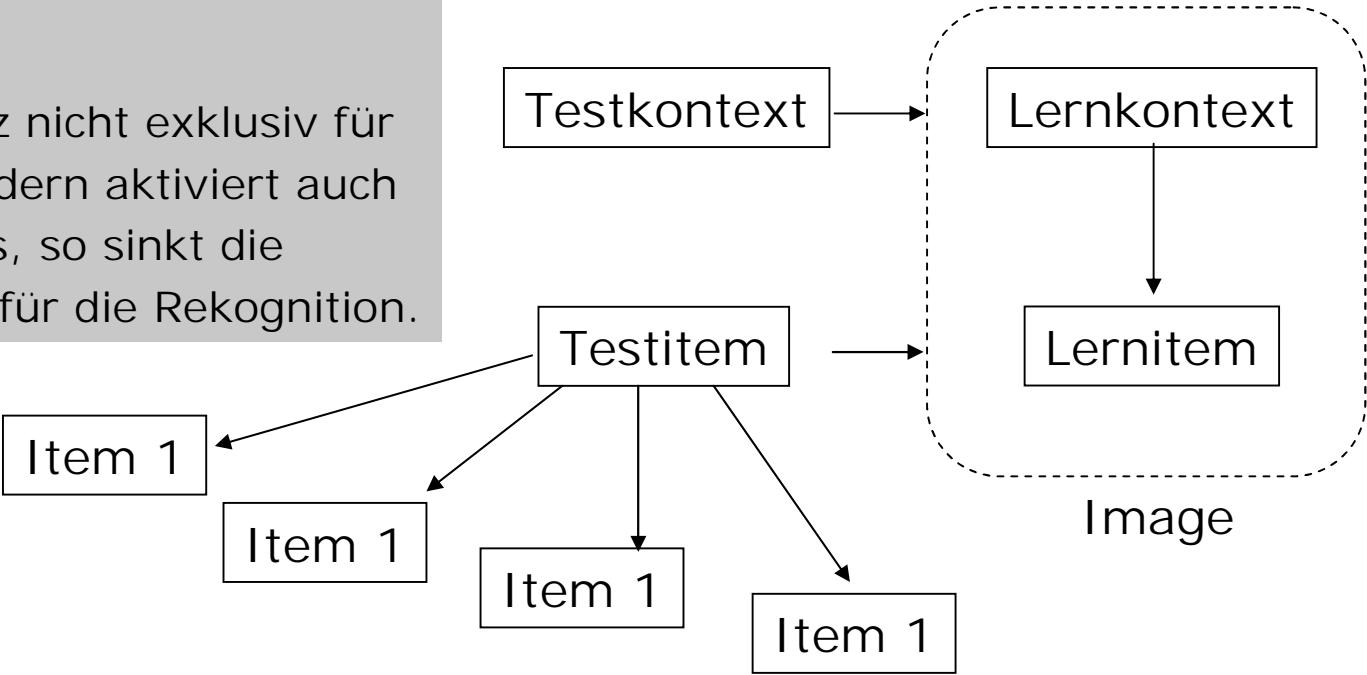 z nicht exklusiv für
dern aktiviert auch
s, so sinkt die
für die Rekognition.
Testkontext
Lernkontext
Testitem
Lernitem
Item 1
Item 1
Item 1
Item 1
Image